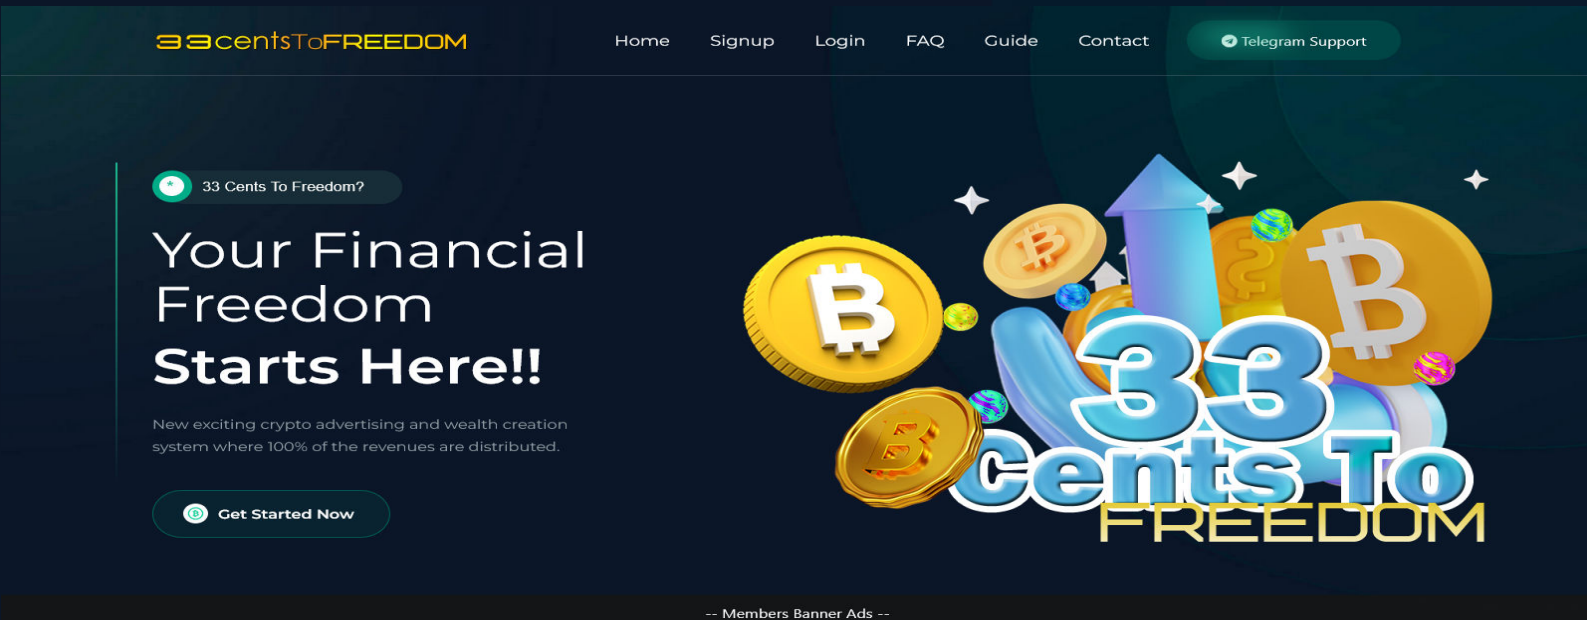 33centsToFREEDOM Home Signup Login FAQ Guide Contact Telegram Support
* 33 Cents To Freedom?
Your Financial
Freedom
Starts Here!!
New exciting crypto advertising and wealth creation
system where 100% of the revenues are distributed.
Get Started Now
33
Cents To
FREEDOM
-- Members Banner Ads --